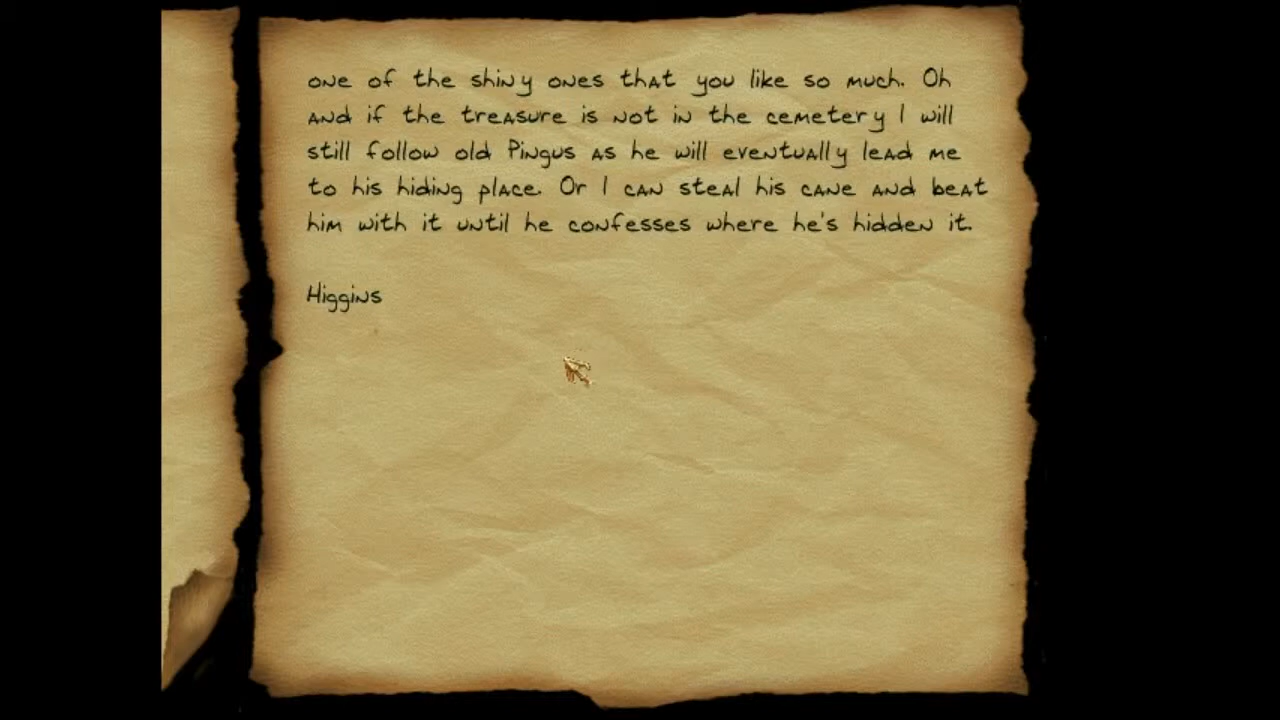 one of the shiny ones that you like so much. Oh
and if the treasure is not in the cemetery I will
still follow old Pingus as he will eventually lead me
to his hiding place. Or I can steal his cane and beat
him with it until he confesses where he's hidden it.
Higgins